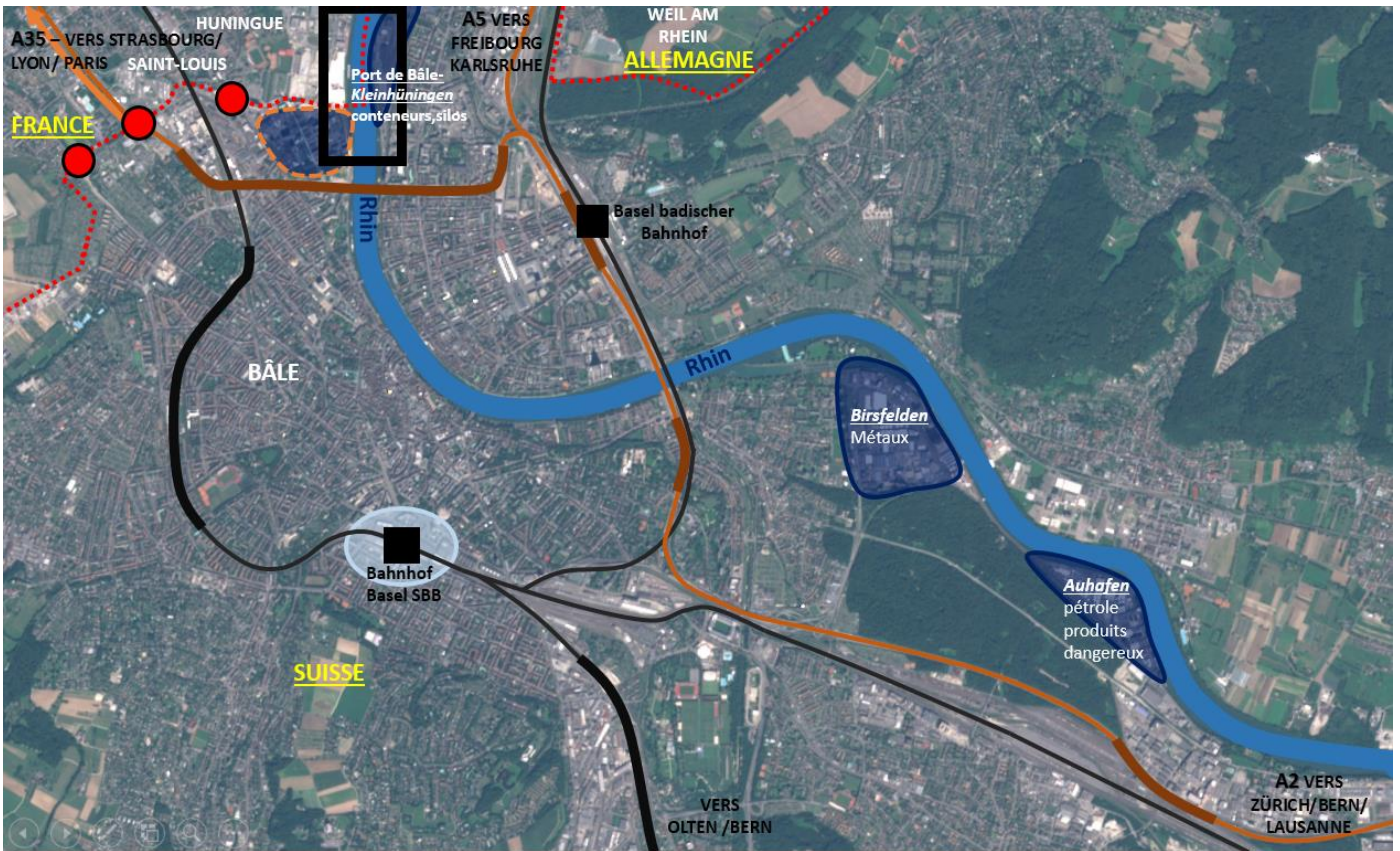 HUNINGUE
A35 – VERS STRASBOURG/
LYON/ PARIS
SAINT-LOUIS
A5 VERS
FREIBOURG
KARLSRUHE
WEIL AM
RHEIN
ALLEMAGNE
Port de Bâle-
Kleinhüningen
conteneurs,silos
FRANCE
Rhin
Basel badischer
Bahnhof
BÂLE
Rhin
Birsfelden
Métaux
Bahnhof
Basel SBB
Auhafen
pétrole
produits
dangereux
SUISSE
VERS
OLTEN /BERN
A2 VERS
ZÜRICH/BERN/
LAUSANNE